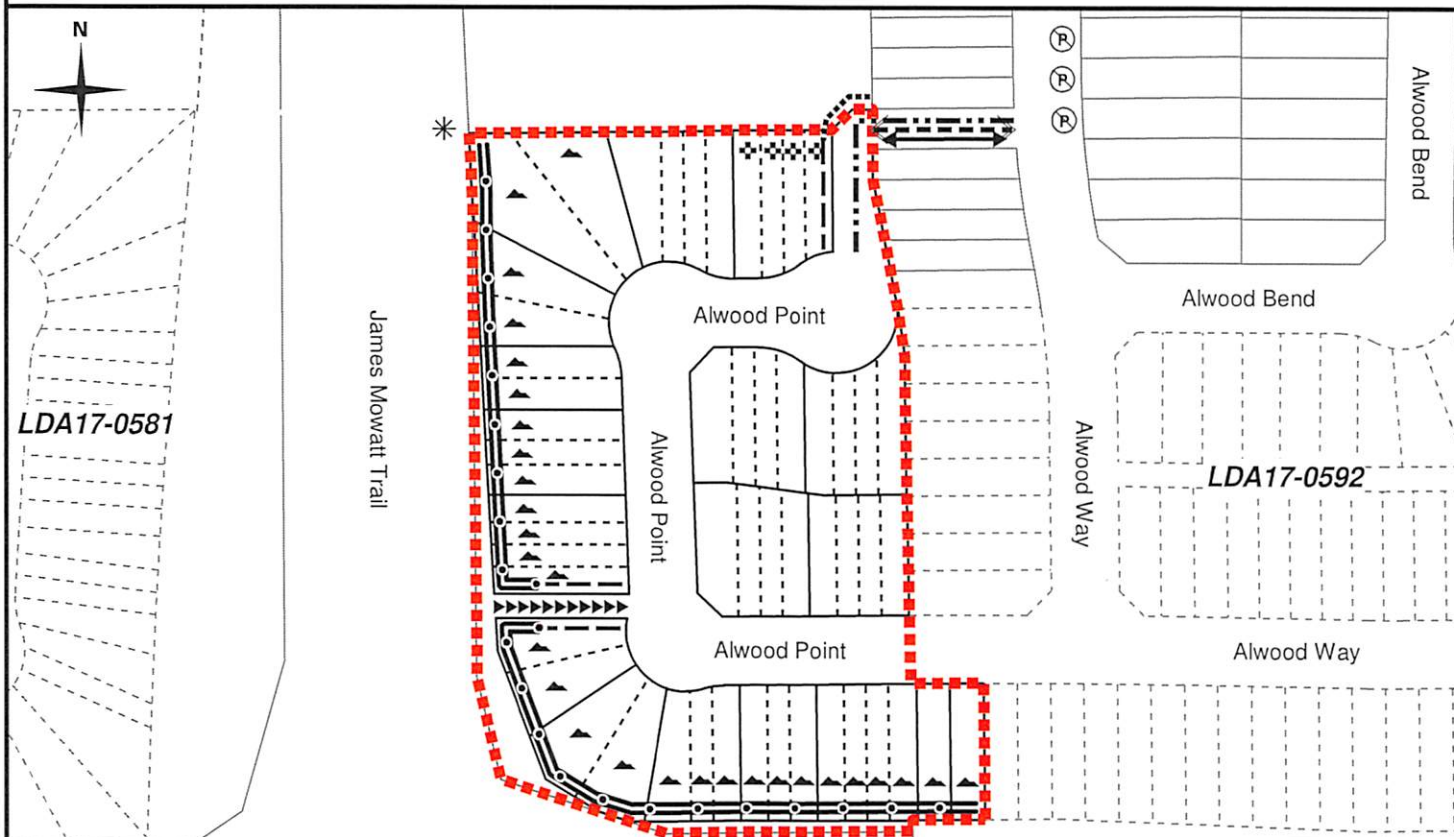 N
Alwood Bend
Alwood Bend
Alwood Point
James Mowatt Trail
LDA17-0581
Alwood Point
Alwood Way
LDA17-0592
Alwood Point
Alwood Way
R
R
R